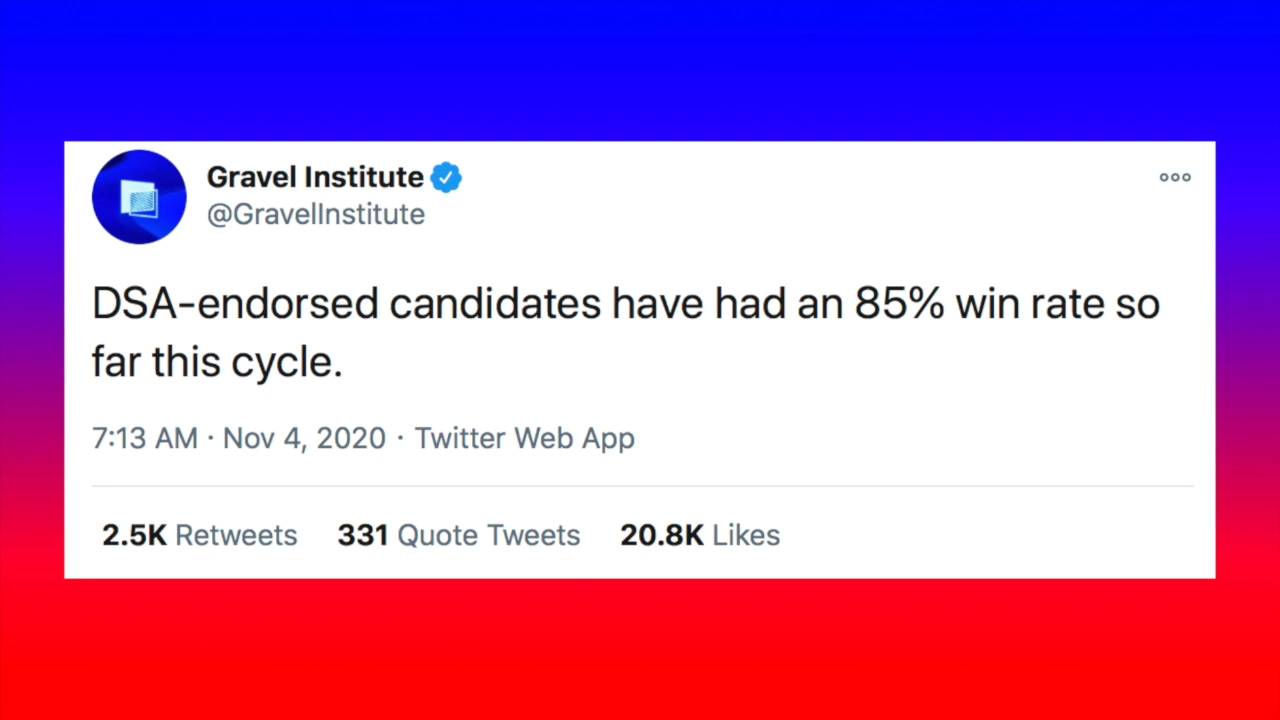 Gravel Institute
@GravelInstitute
DSA-endorsed candidates have had an 85% win rate so
far this cycle.
7:13 AM · Nov 4, 2020 · Twitter Web App
2.5K Retweets 331 Quote Tweets 20.8K Likes